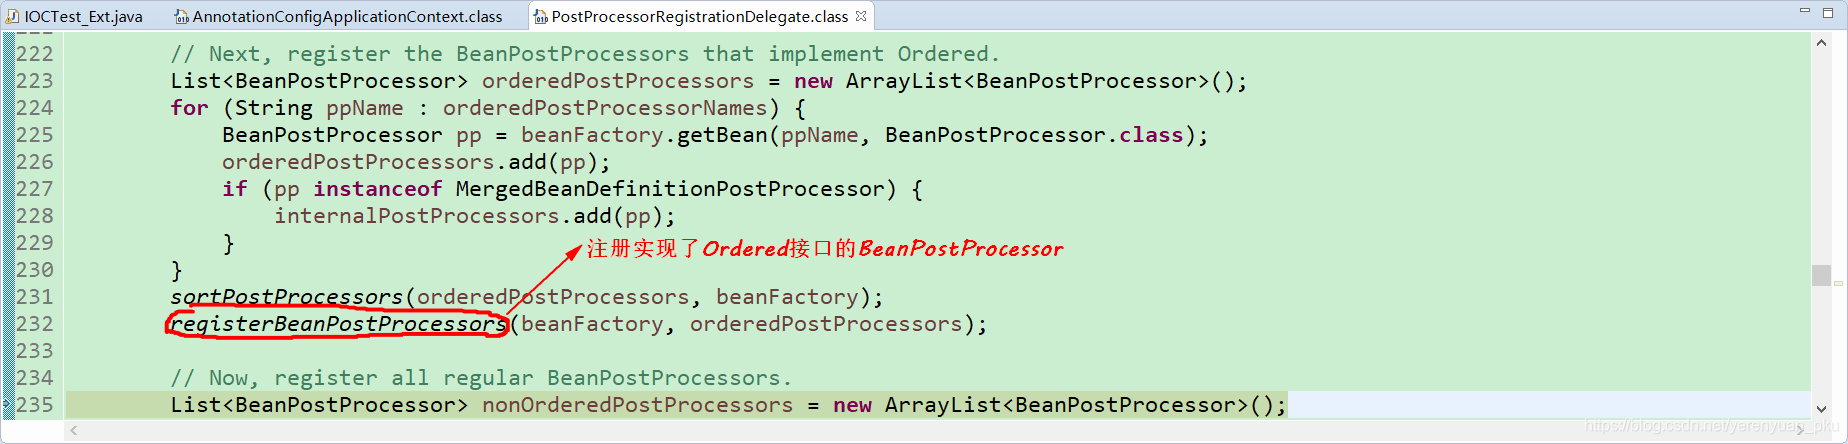 IOCTest_Ext.java AnnotationConfigApplicationContext.class PostProcessorRegistrationDelegate.class
222 // Next, register the BeanPostProcessors that implement Ordered.
223 List<BeanPostProcessor> orderedPostProcessors = new ArrayList<BeanPostProcessor>();
224 for (String ppName : orderedPostProcessorNames) {
225 BeanPostProcessor pp = beanFactory.getBean(ppName, BeanPostProcessor.class);
226 orderedPostProcessors.add(pp);
227 if (pp instanceof MergedBeanDefinitionPostProcessor) {
228 internalPostProcessors.add(pp);
229 }
注册实现了Ordered接口的BeanPostProcessor
230 }
231 sortPostProcessors(orderedPostProcessors, beanFactory);
232 registerBeanPostProcessors(beanFactory, orderedPostProcessors);
233
234 // Now, register all regular BeanPostProcessors.
235 List<BeanPostProcessor> nonOrderedPostProcessors = new ArrayList<BeanPostProcessor>();
https://blog.csdn.net/yerenyuan_pku